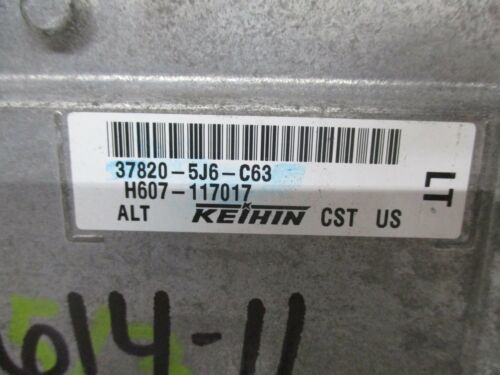 37820-5J6-C63
H607-117017
ALT KEIHIN CST US
LT
614-11